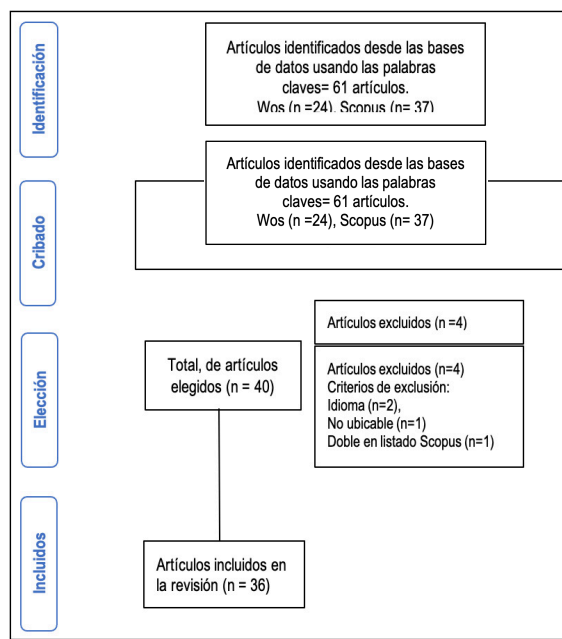 Identificación
Artículos identificados desde las bases
de datos usando las palabras
claves= 61 artículos.
Wos (n =24), Scopus (n= 37)
Cribado
Artículos identificados desde las bases
de datos usando las palabras
claves= 61 artículos.
Wos (n =24), Scopus (n= 37)
Elección
Total, de artículos
elegidos (n = 40)
Artículos excluidos (n =4)
Artículos excluidos (n=4)
Criterios de exclusión:
Idioma (n=2),
No ubicable (n=1)
Doble en listado Scopus (n=1)
Incluidos
Artículos incluidos en
la revisión (n = 36)